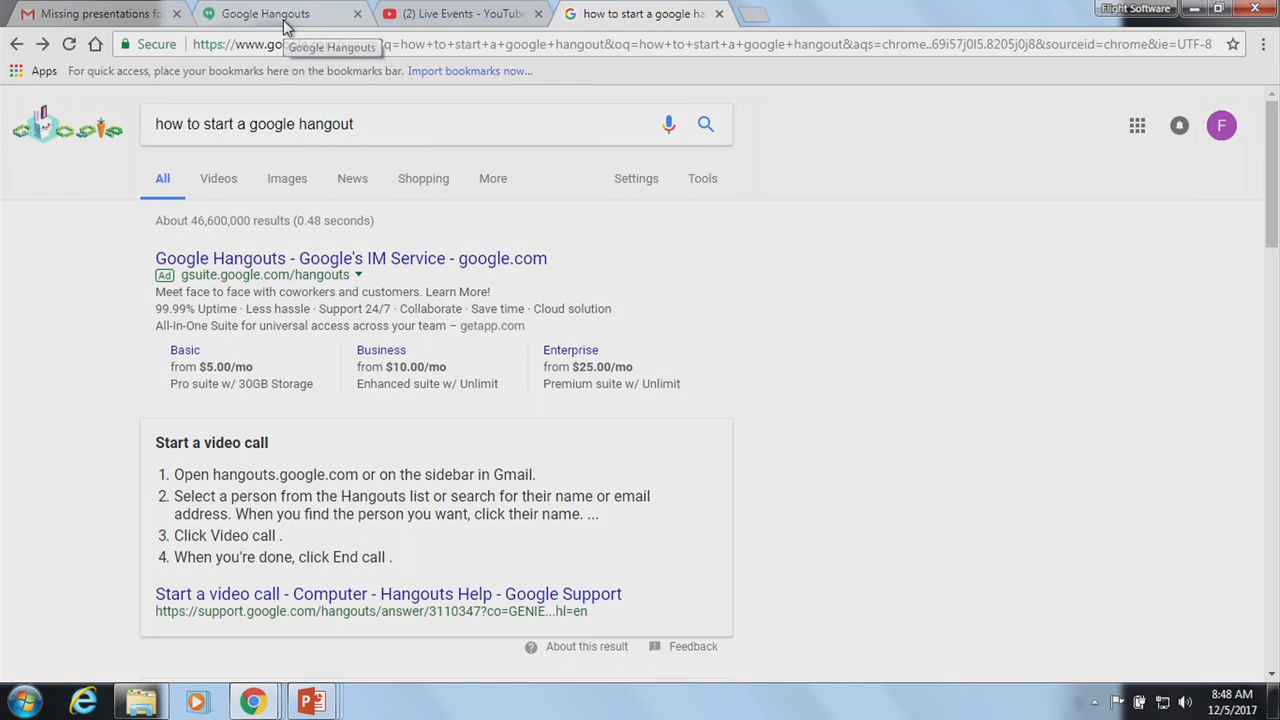 Missing presentations fo
Google Hangouts
(2) Live Events - YouTube
how to start a google ha
Flight Software
Secure
https://www.go
q=how+to+start+a+google+hangout&oq=how+to+start+a+google+hangout&aqs=chrome..69i57j0l5.8205j0j8&sourceid=chrome&ie=UTF-8
Google Hangouts
Apps
For quick access, place your bookmarks here on the bookmarks bar.
Import bookmarks now...
how to start a google hangout
F
All
Videos
Images
News
Shopping
More
Settings
Tools
About 46,600,000 results (0.48 seconds)
Google Hangouts - Google's IM Service - google.com
Ad gsuite.google.com/hangouts
Meet face to face with coworkers and customers. Learn More!
99.99% Uptime · Less hassle · Support 24/7 · Collaborate · Save time · Cloud solution
All-In-One Suite for universal access across your team – getapp.com
Basic
from $5.00/mo
Pro suite w/ 30GB Storage
Business
from $10.00/mo
Enhanced suite w/ Unlimit
Enterprise
from $25.00/mo
Premium suite w/ Unlimit
Start a video call
1. Open hangouts.google.com or on the sidebar in Gmail.
2. Select a person from the Hangouts list or search for their name or email
address. When you find the person you want, click their name. ...
3. Click Video call .
4. When you're done, click End call .
Start a video call - Computer - Hangouts Help - Google Support
https://support.google.com/hangouts/answer/3110347?co=GENIE...hl=en
About this result
Feedback
8:48 AM
12/5/2017